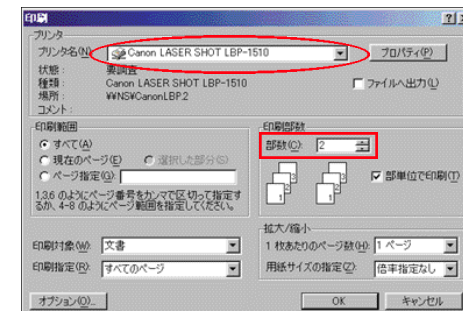 印刷
プリンタ
プリンタ名(N): Canon LASER SHOT LBP-1510 プロパティ(P)
状態: 要調査
種類: Canon LASER SHOT LBP-1510 ファイルへ出力(L)
場所: ¥¥NS¥CanonLBP2
コメント:
印刷範囲
すべて(A)
現在のページ(E) 選択した部分(S)
ページ指定(G):
1,3,6 のようにページ番号をカンマで区切って指定す
るか、4-8 のようにページ範囲を指定してください。
印刷部数
部数(C): 2
部単位で印刷(T)
印刷対象(W): 文書
印刷指定(R): すべてのページ
拡大/縮小
1 枚あたりのページ数(H): 1 ページ
用紙サイズの指定(Z): 倍率指定なし
オプション(O)... OK キャンセル